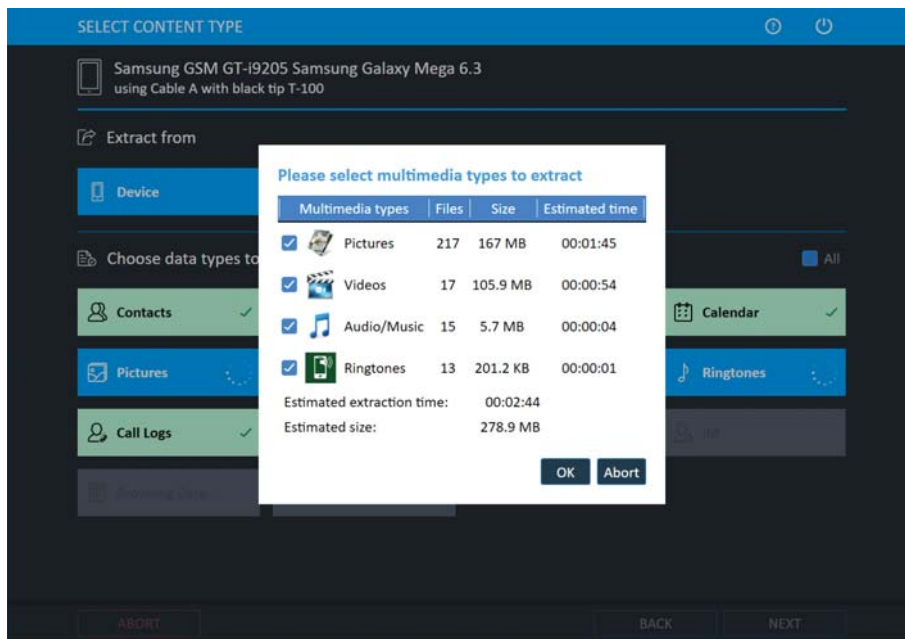 SELECT CONTENT TYPE
Samsung GSM GT-i9205 Samsung Galaxy Mega 6.3
using Cable A with black tip T-100
Extract from
Device
Please select multimedia types to extract
Multimedia types Files Size Estimated time
Pictures 217 167 MB 00:01:45
Videos 17 105.9 MB 00:00:54
Audio/Music 15 5.7 MB 00:00:04
Ringtones 13 201.2 KB 00:00:01
Estimated extraction time: 00:02:44
Estimated size: 278.9 MB
OK Abort
Choose data types to
All
Contacts
Calendar
Pictures
Ringtones
Call Logs
IM
Browsing Data
ABORT
BACK
NEXT